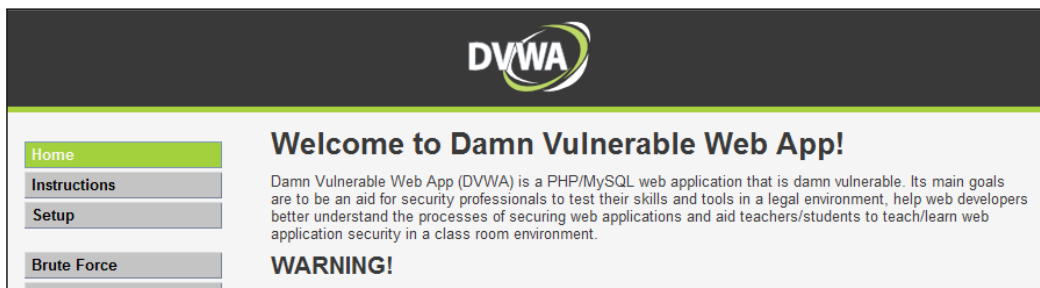 DVWA
Home
Instructions
Setup
Brute Force
Welcome to Damn Vulnerable Web App!
Damn Vulnerable Web App (DVWA) is a PHP/MySQL web application that is damn vulnerable. Its main goals
are to be an aid for security professionals to test their skills and tools in a legal environment, help web developers
better understand the processes of securing web applications and aid teachers/students to teach/learn web
application security in a class room environment.
WARNING!